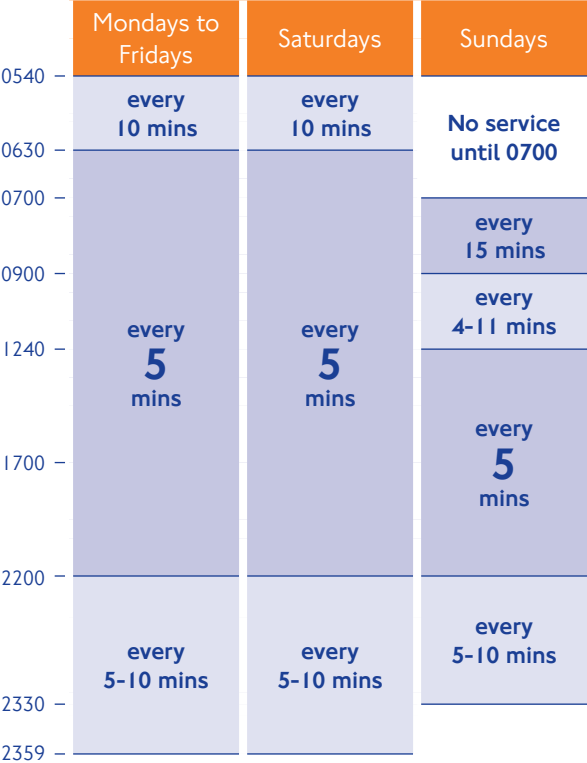 Mondays to
Fridays
Saturdays
Sundays
0540
0630
0700
0900
1240
1700
2200
2330
2359
every
10 mins
every
5
mins
every
5-10 mins
every
10 mins
every
5
mins
every
5-10 mins
No service
until 0700
every
15 mins
every
4-11 mins
every
5
mins
every
5-10 mins